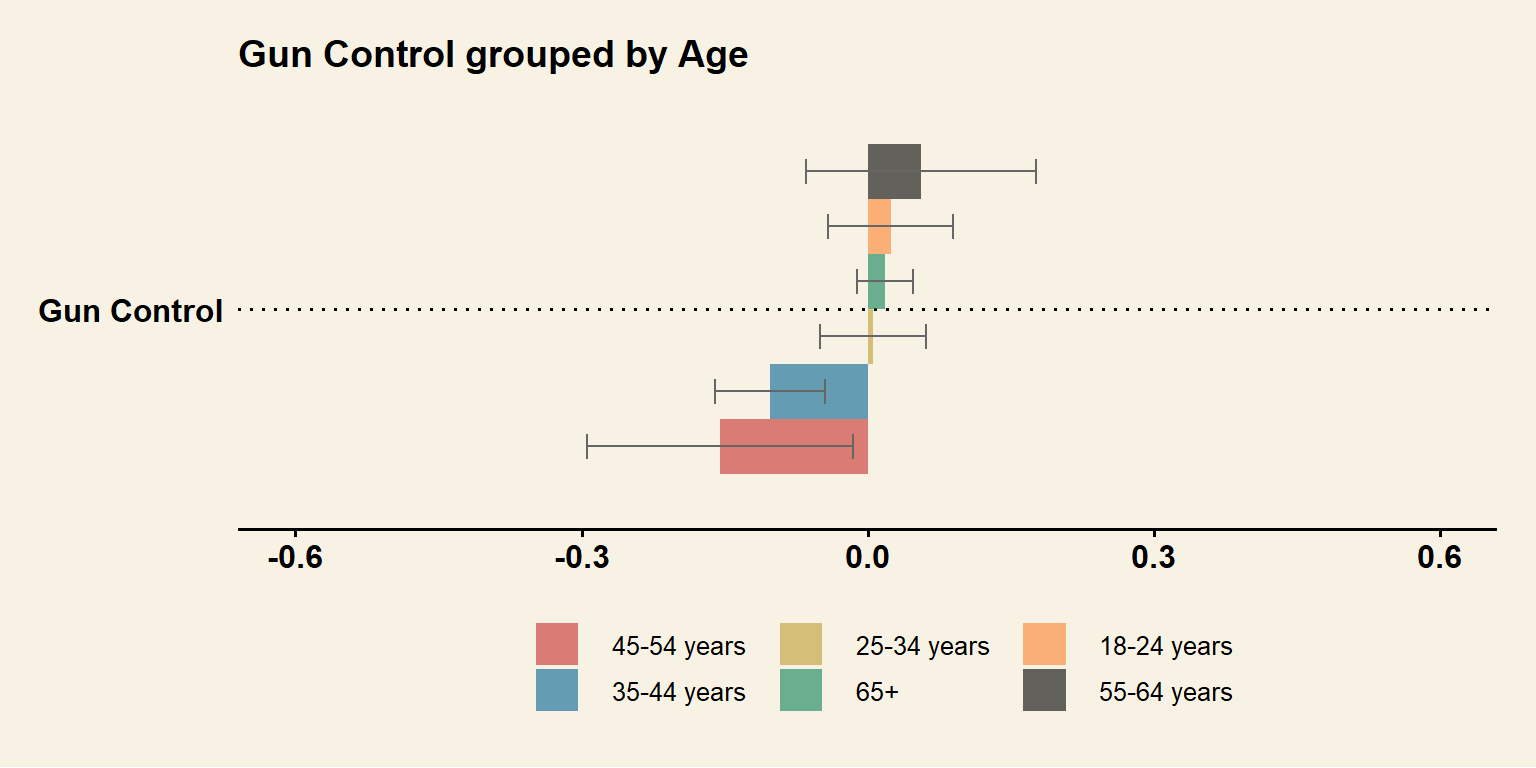 Gun Control grouped by Age
Gun Control
-0.6 -0.3 0.0 0.3 0.6
45-54 years 25-34 years 18-24 years
35-44 years 65+ 55-64 years